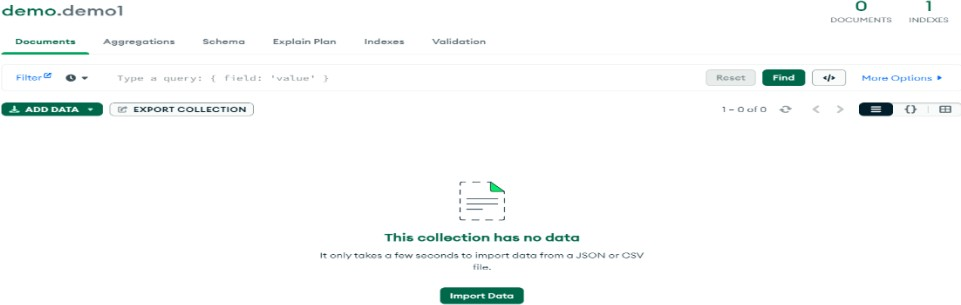 demo.demo1
0 1
DOCUMENTS INDEXES
Documents Aggregations Schema Explain Plan Indexes Validation
Filter Type a query: { field: 'value' } Reset Find </> More Options
ADD DATA EXPORT COLLECTION 1 – 0 of 0 {}
This collection has no data
It only takes a few seconds to import data from a JSON or CSV
file.
Import Data